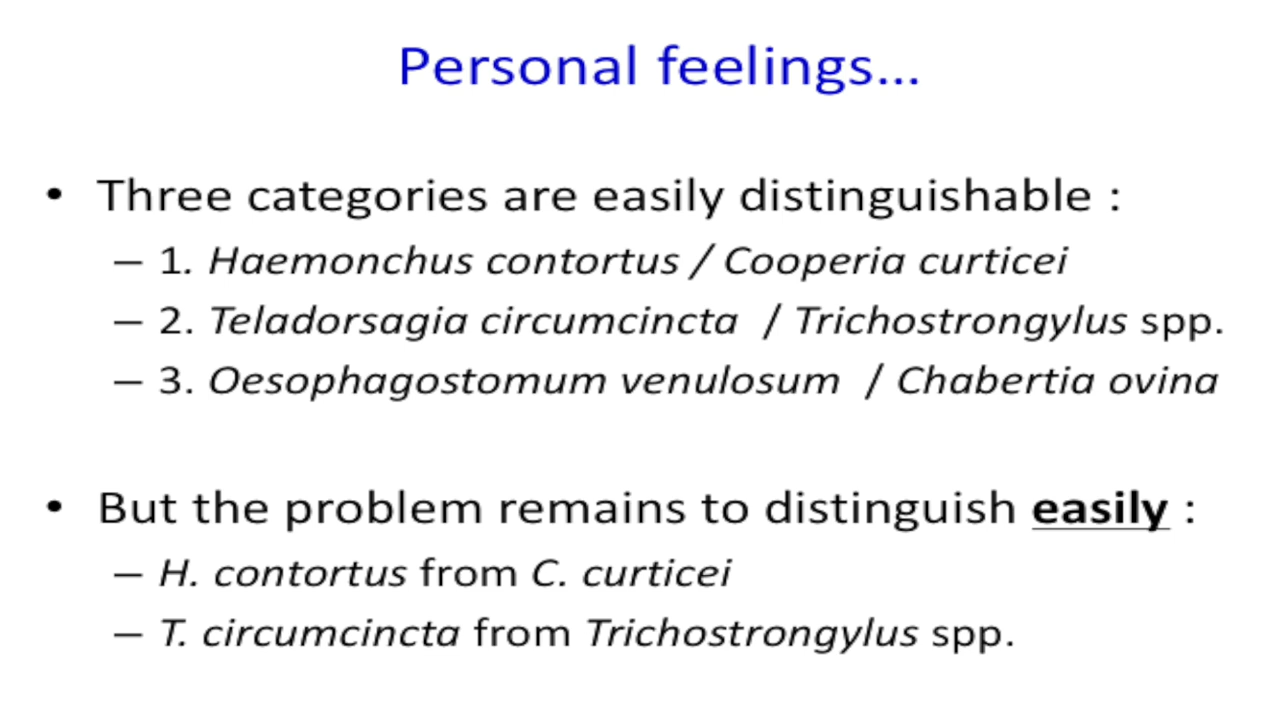 Personal feelings...
• Three categories are easily distinguishable :
– 1. Haemonchus contortus / Cooperia curticei
– 2. Teladorsagia circumcincta / Trichostrongylus spp.
– 3. Oesophagostomum venulosum / Chabertia ovina
• But the problem remains to distinguish easily :
– H. contortus from C. curticei
– T. circumcincta from Trichostrongylus spp.